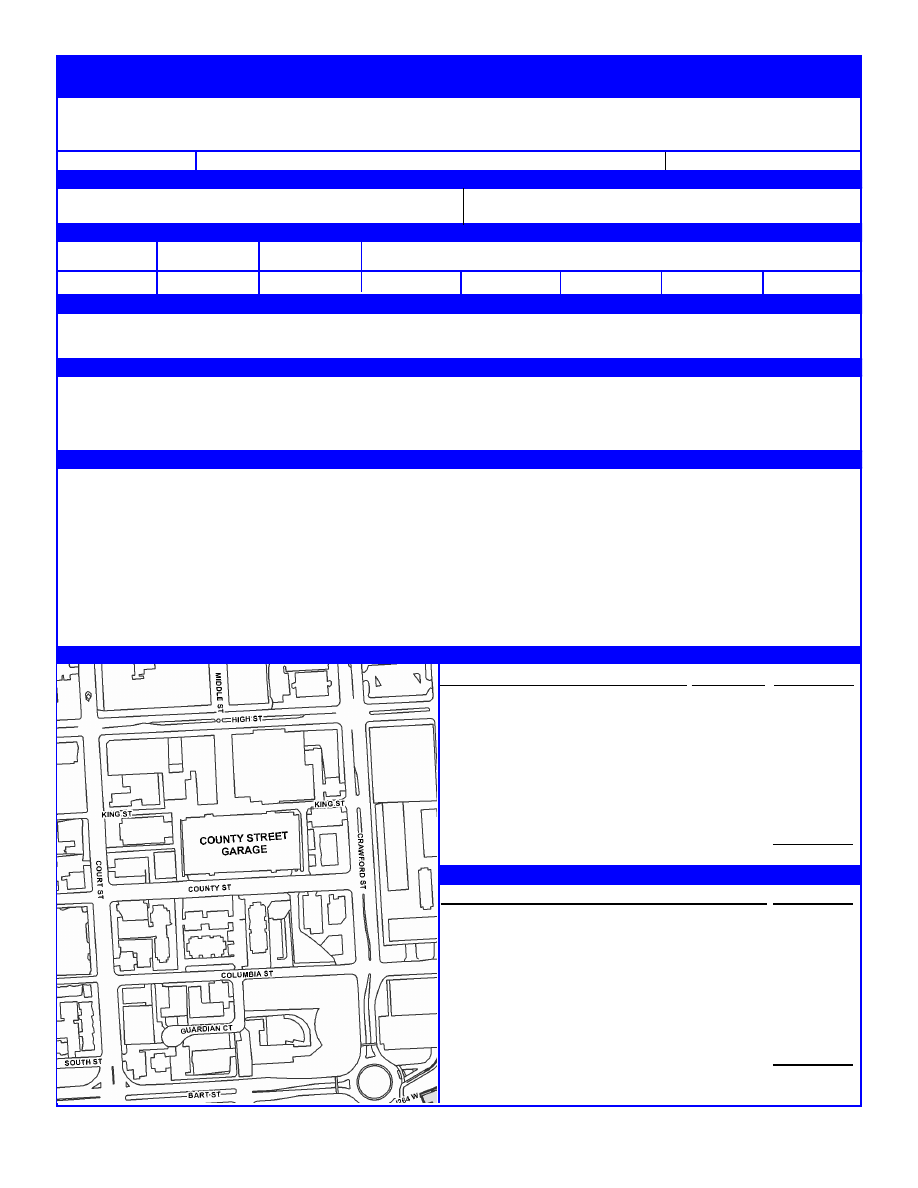 MIDDLE ST
HIGH ST
KING ST
KING ST
COUNTY STREET
GARAGE
CRAWFORD ST
COURT ST
COUNTY ST
COLUMBIA ST
GUARDIAN CT
SOUTH ST
BART ST
I264 W